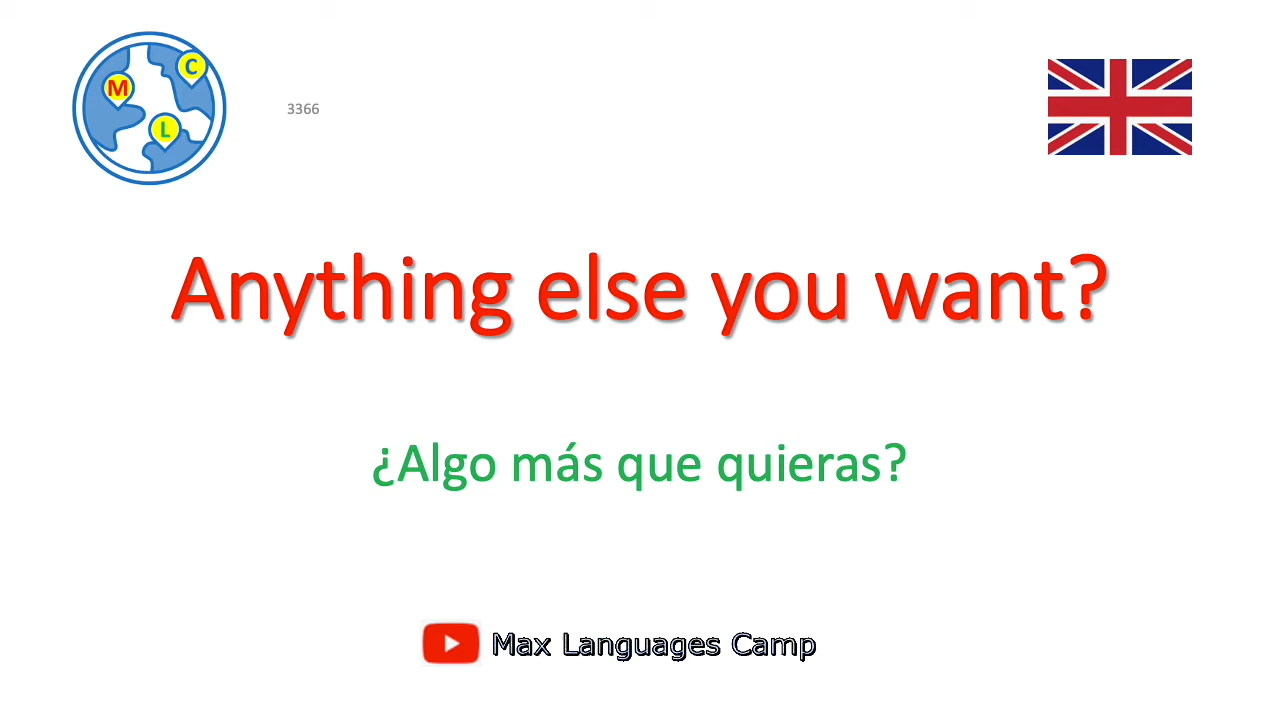 M
C
L
3366
Anything else you want?
¿Algo más que quieras?
Max Languages Camp